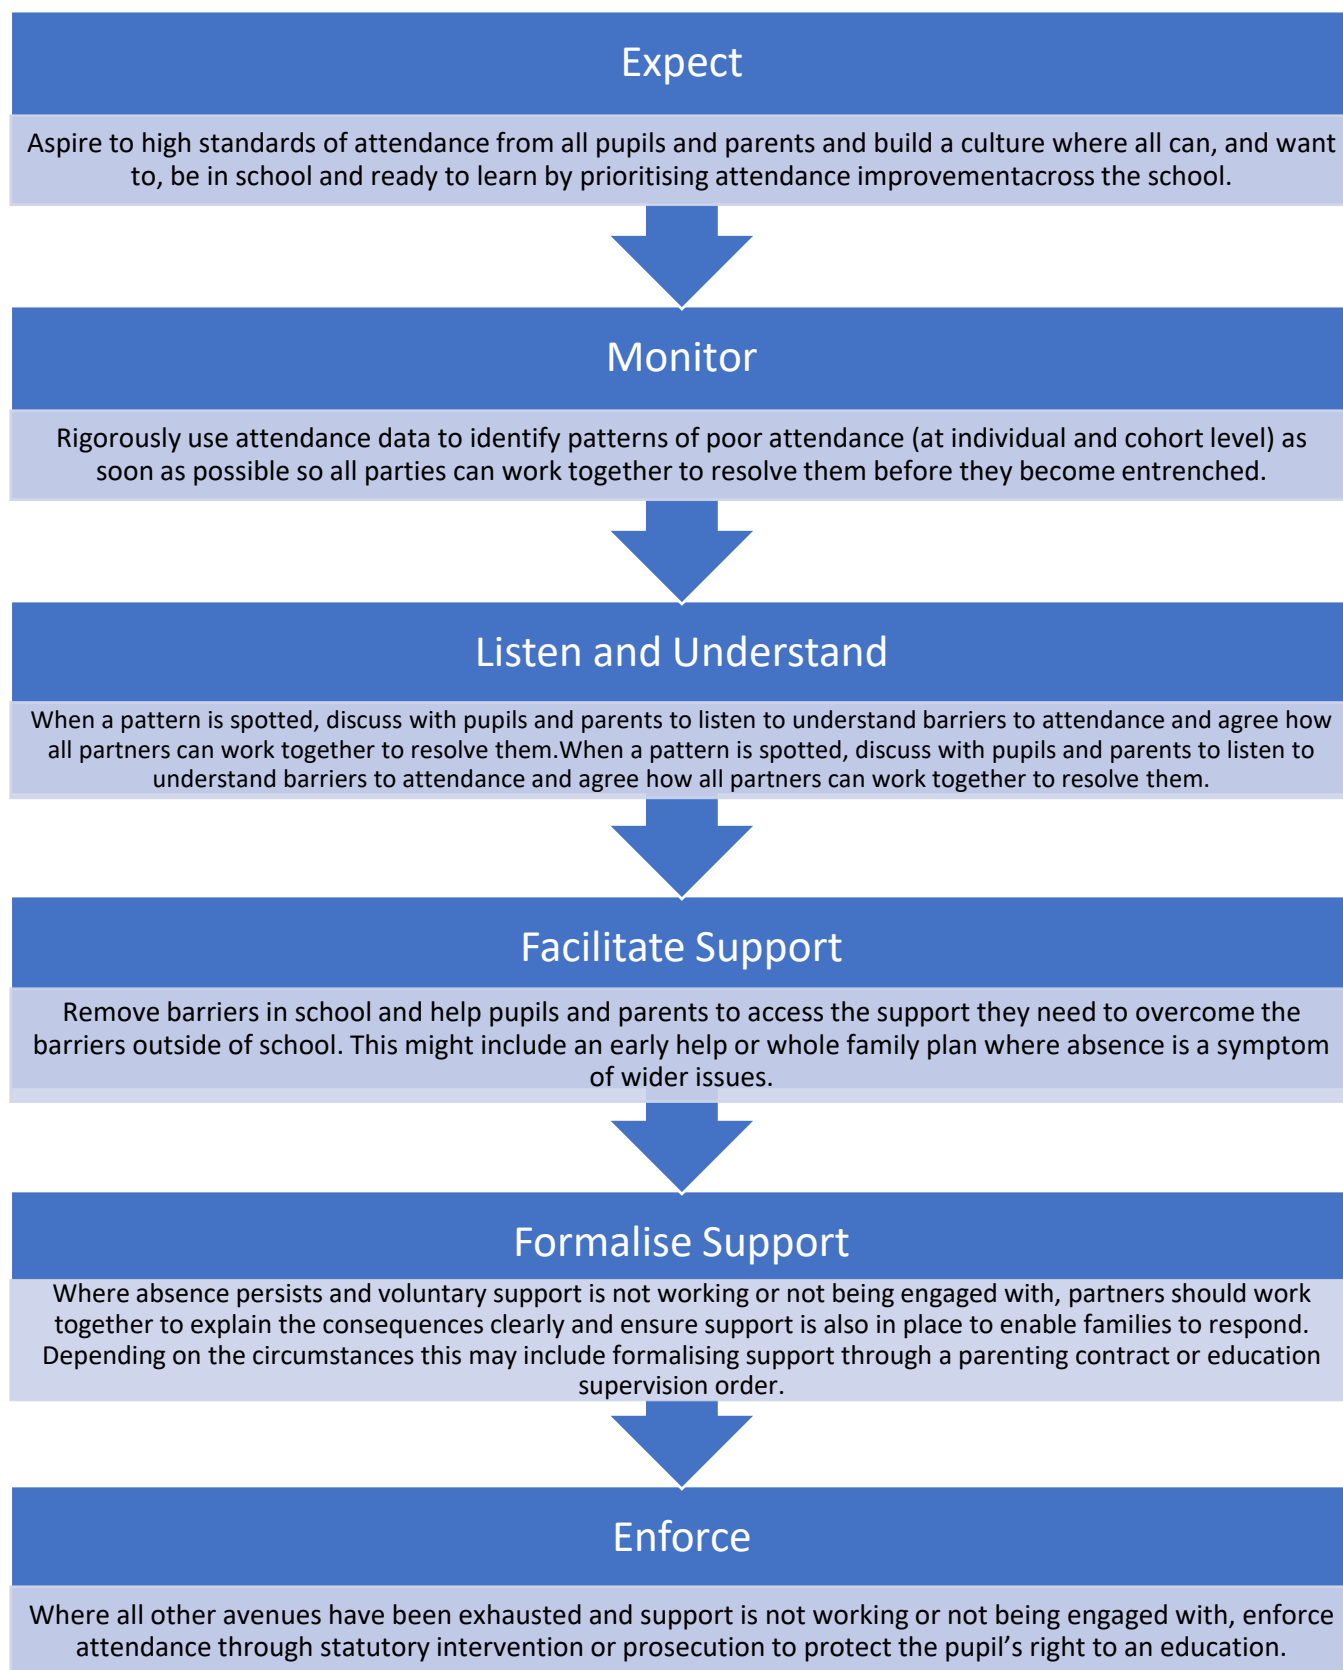 Expect
Aspire to high standards of attendance from all pupils and parents and build a culture where all can, and want
to, be in school and ready to learn by prioritising attendance improvementacross the school.
Monitor
Rigorously use attendance data to identify patterns of poor attendance (at individual and cohort level) as
soon as possible so all parties can work together to resolve them before they become entrenched.
Listen and Understand
When a pattern is spotted, discuss with pupils and parents to listen to understand barriers to attendance and agree how
all partners can work together to resolve them.When a pattern is spotted, discuss with pupils and parents to listen to
understand barriers to attendance and agree how all partners can work together to resolve them.
Facilitate Support
Remove barriers in school and help pupils and parents to access the support they need to overcome the
barriers outside of school. This might include an early help or whole family plan where absence is a symptom
of wider issues.
Formalise Support
Where absence persists and voluntary support is not working or not being engaged with, partners should work
together to explain the consequences clearly and ensure support is also in place to enable families to respond.
Depending on the circumstances this may include formalising support through a parenting contract or education
supervision order.
Enforce
Where all other avenues have been exhausted and support is not working or not being engaged with, enforce
attendance through statutory intervention or prosecution to protect the pupil’s right to an education.